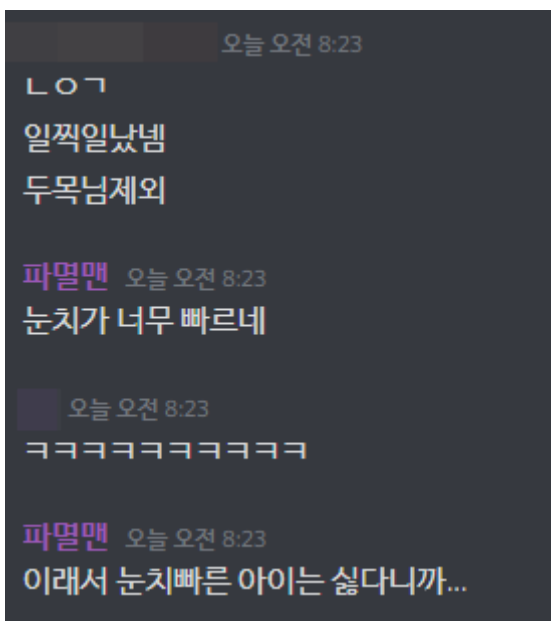 오늘 오전 8:23
ㄴㅇㄱ
일찍일났넴
두목님제외
파멸맨 오늘 오전 8:23
눈치가 너무 빠르네
오늘 오전 8:23
ㅋㅋㅋㅋㅋㅋㅋㅋㅋㅋ
파멸맨 오늘 오전 8:23
이래서 눈치빠른 아이는 싫다니까...